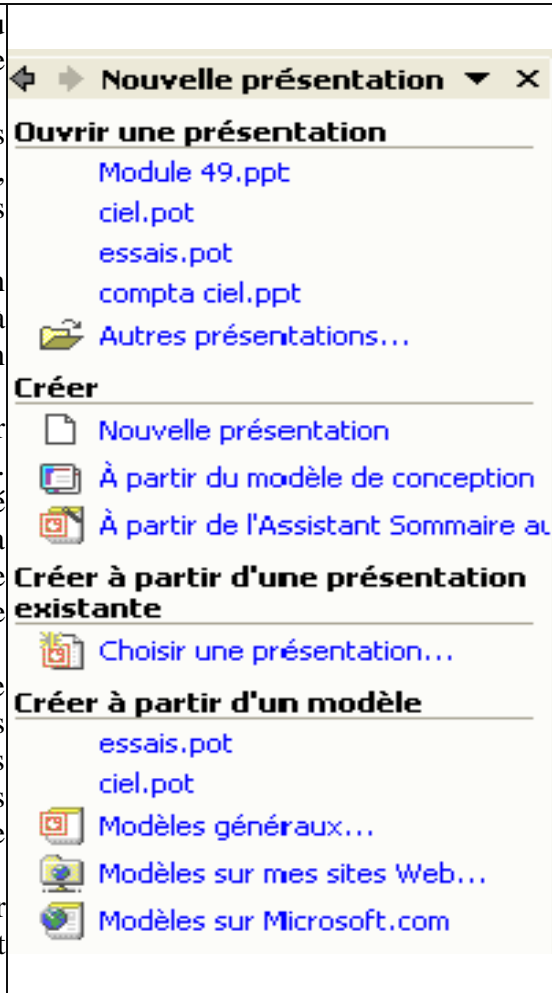 Nouvelle présentation
Ouvrir une présentation
Module 49.ppt
ciel.pot
essais.pot
compta ciel.ppt
Autres présentations...
Créer
Nouvelle présentation
À partir du modèle de conception
À partir de l'Assistant Sommaire au
Créer à partir d'une présentation
existante
Choisir une présentation...
Créer à partir d'un modèle
essais.pot
ciel.pot
Modèles généraux...
Modèles sur mes sites Web...
Modèles sur Microsoft.com